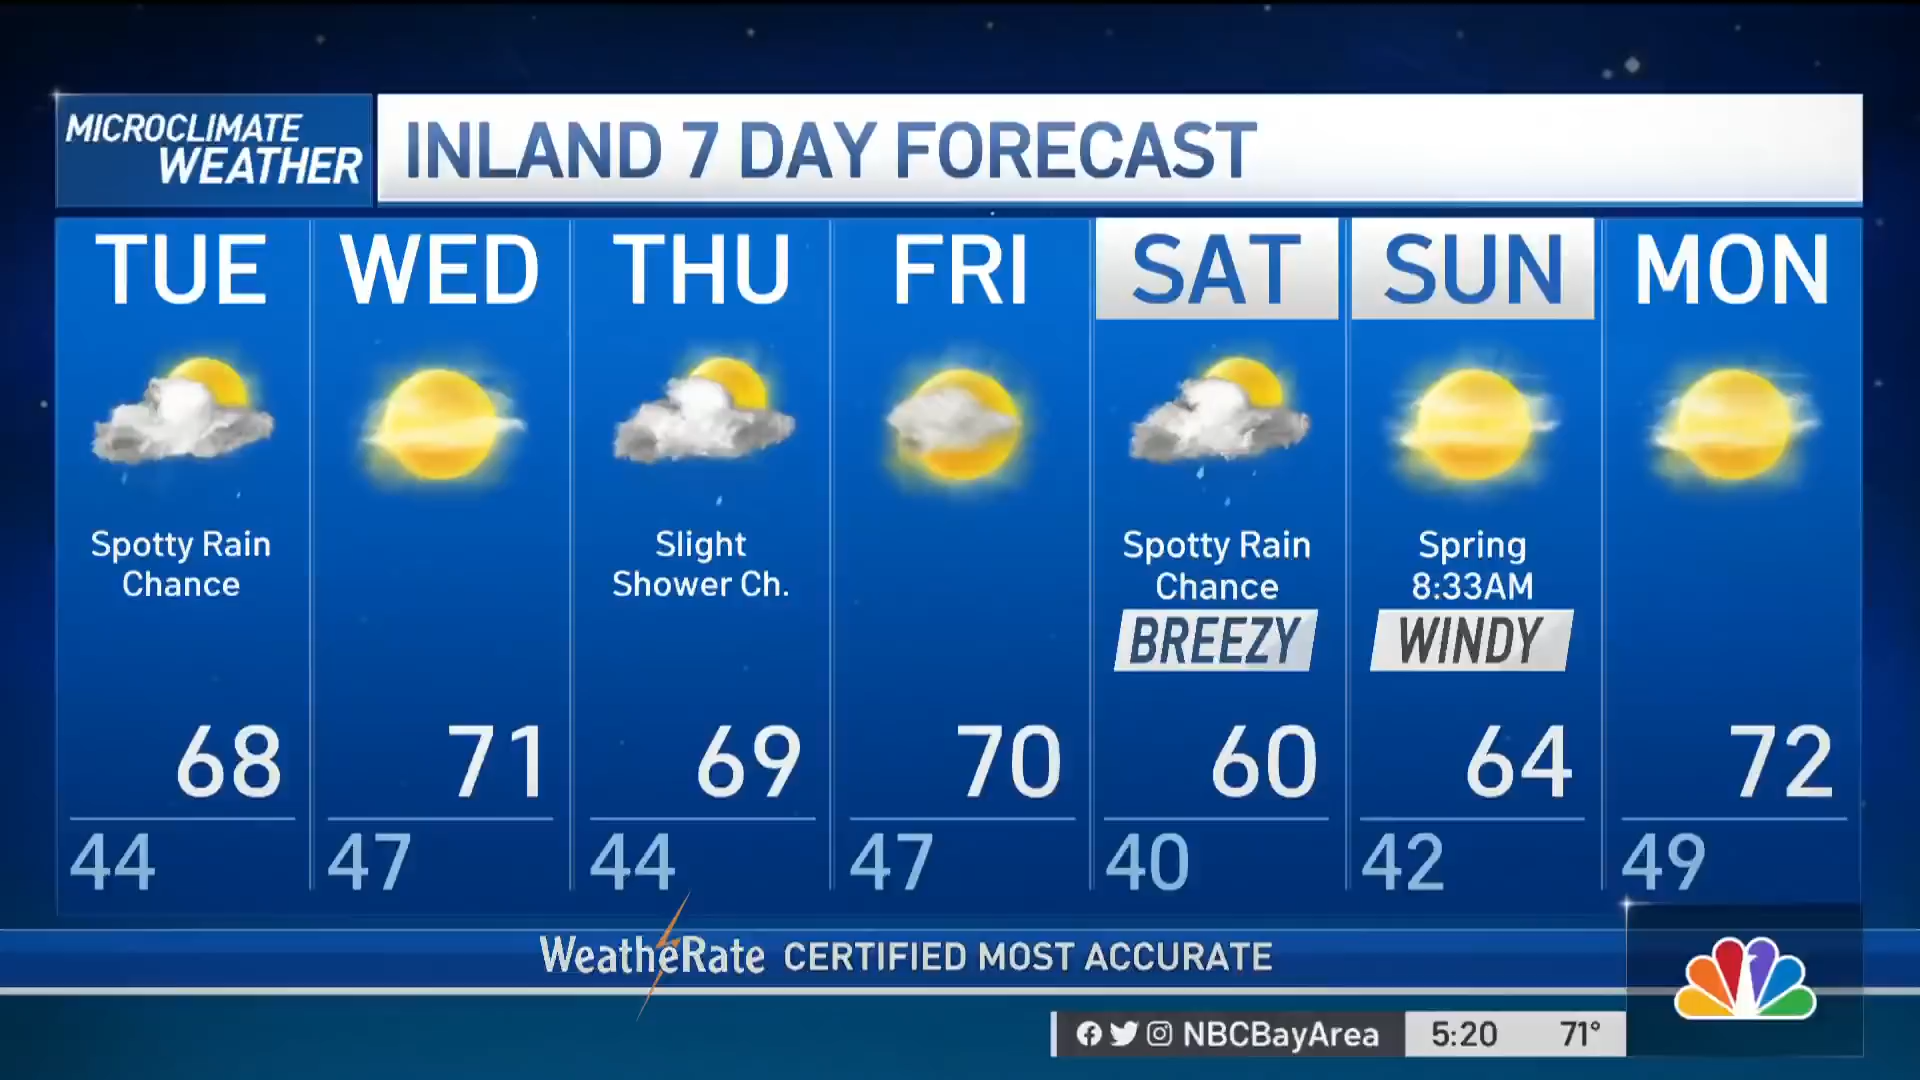 MICROCLIMATE
WEATHER
INLAND 7 DAY FORECAST
TUE WED THU FRI SAT SUN MON
Spotty Rain
Chance
Slight
Shower Ch.
Spotty Rain
Chance
BREEZY
Spring
8:33AM
WINDY
68 71 69 70 60 64 72
44 47 44 47 40 42 49
WeatheRate CERTIFIED MOST ACCURATE
NBCBayArea 5:20 71°